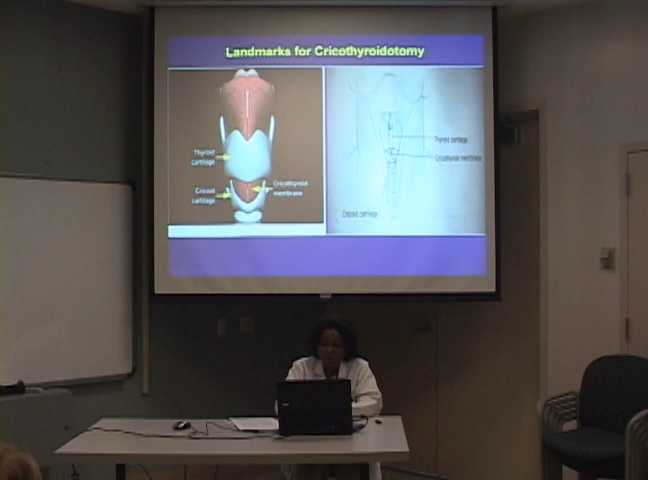 Landmarks for Cricothyroidotomy
Thyroid
cartilage
Cricoid
cartilage
Cricothyroid
membrane
Thyroid cartilage
Cricothyroid membrane
Cricoid cartilage